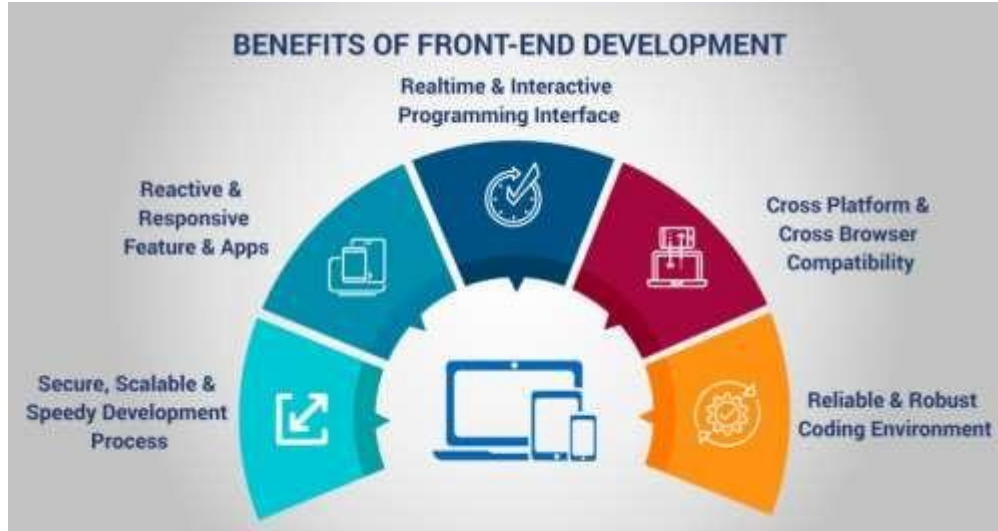 BENEFITS OF FRONT-END DEVELOPMENT
Realtime & Interactive
Programming Interface
Reactive &
Responsive
Feature & Apps
Cross Platform &
Cross Browser
Compatibility
Secure, Scalable &
Speedy Development
Process
Reliable & Robust
Coding Environment